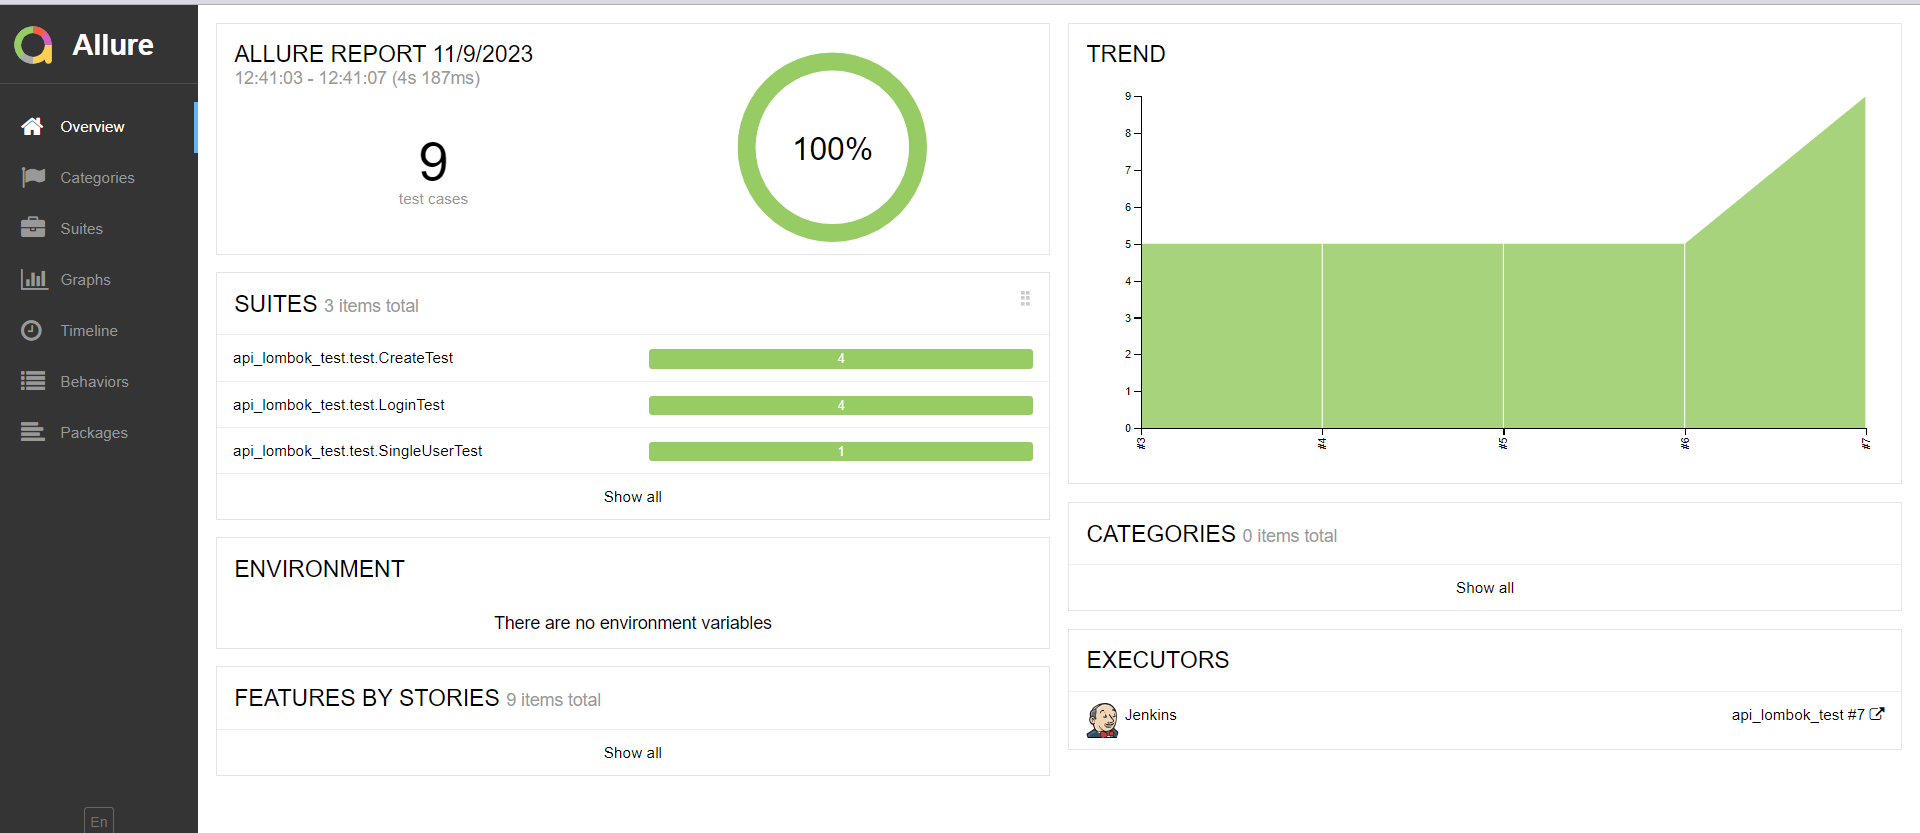 Allure
Overview
Categories
Suites
Graphs
Timeline
Behaviors
Packages
En
ALLURE REPORT 11/9/2023
12:41:03 - 12:41:07 (4s 187ms)
9
test cases
100%
SUITES 3 items total
api_lombok_test.test.CreateTest 4
api_lombok_test.test.LoginTest 4
api_lombok_test.test.SingleUserTest 1
Show all
ENVIRONMENT
There are no environment variables
FEATURES BY STORIES 9 items total
Show all
TREND
9
8
7
6
5
4
3
2
1
0
#3 #4 #5 #6 #7
CATEGORIES 0 items total
Show all
EXECUTORS
Jenkins api_lombok_test #7